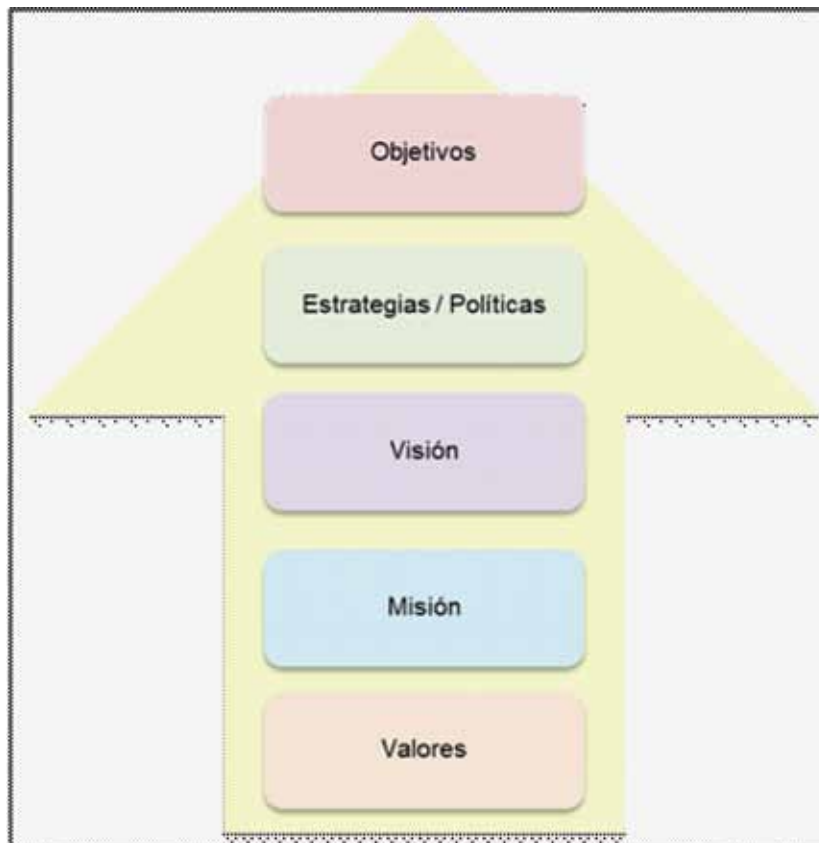 Objetivos
Estrategias / Políticas
Visión
Misión
Valores